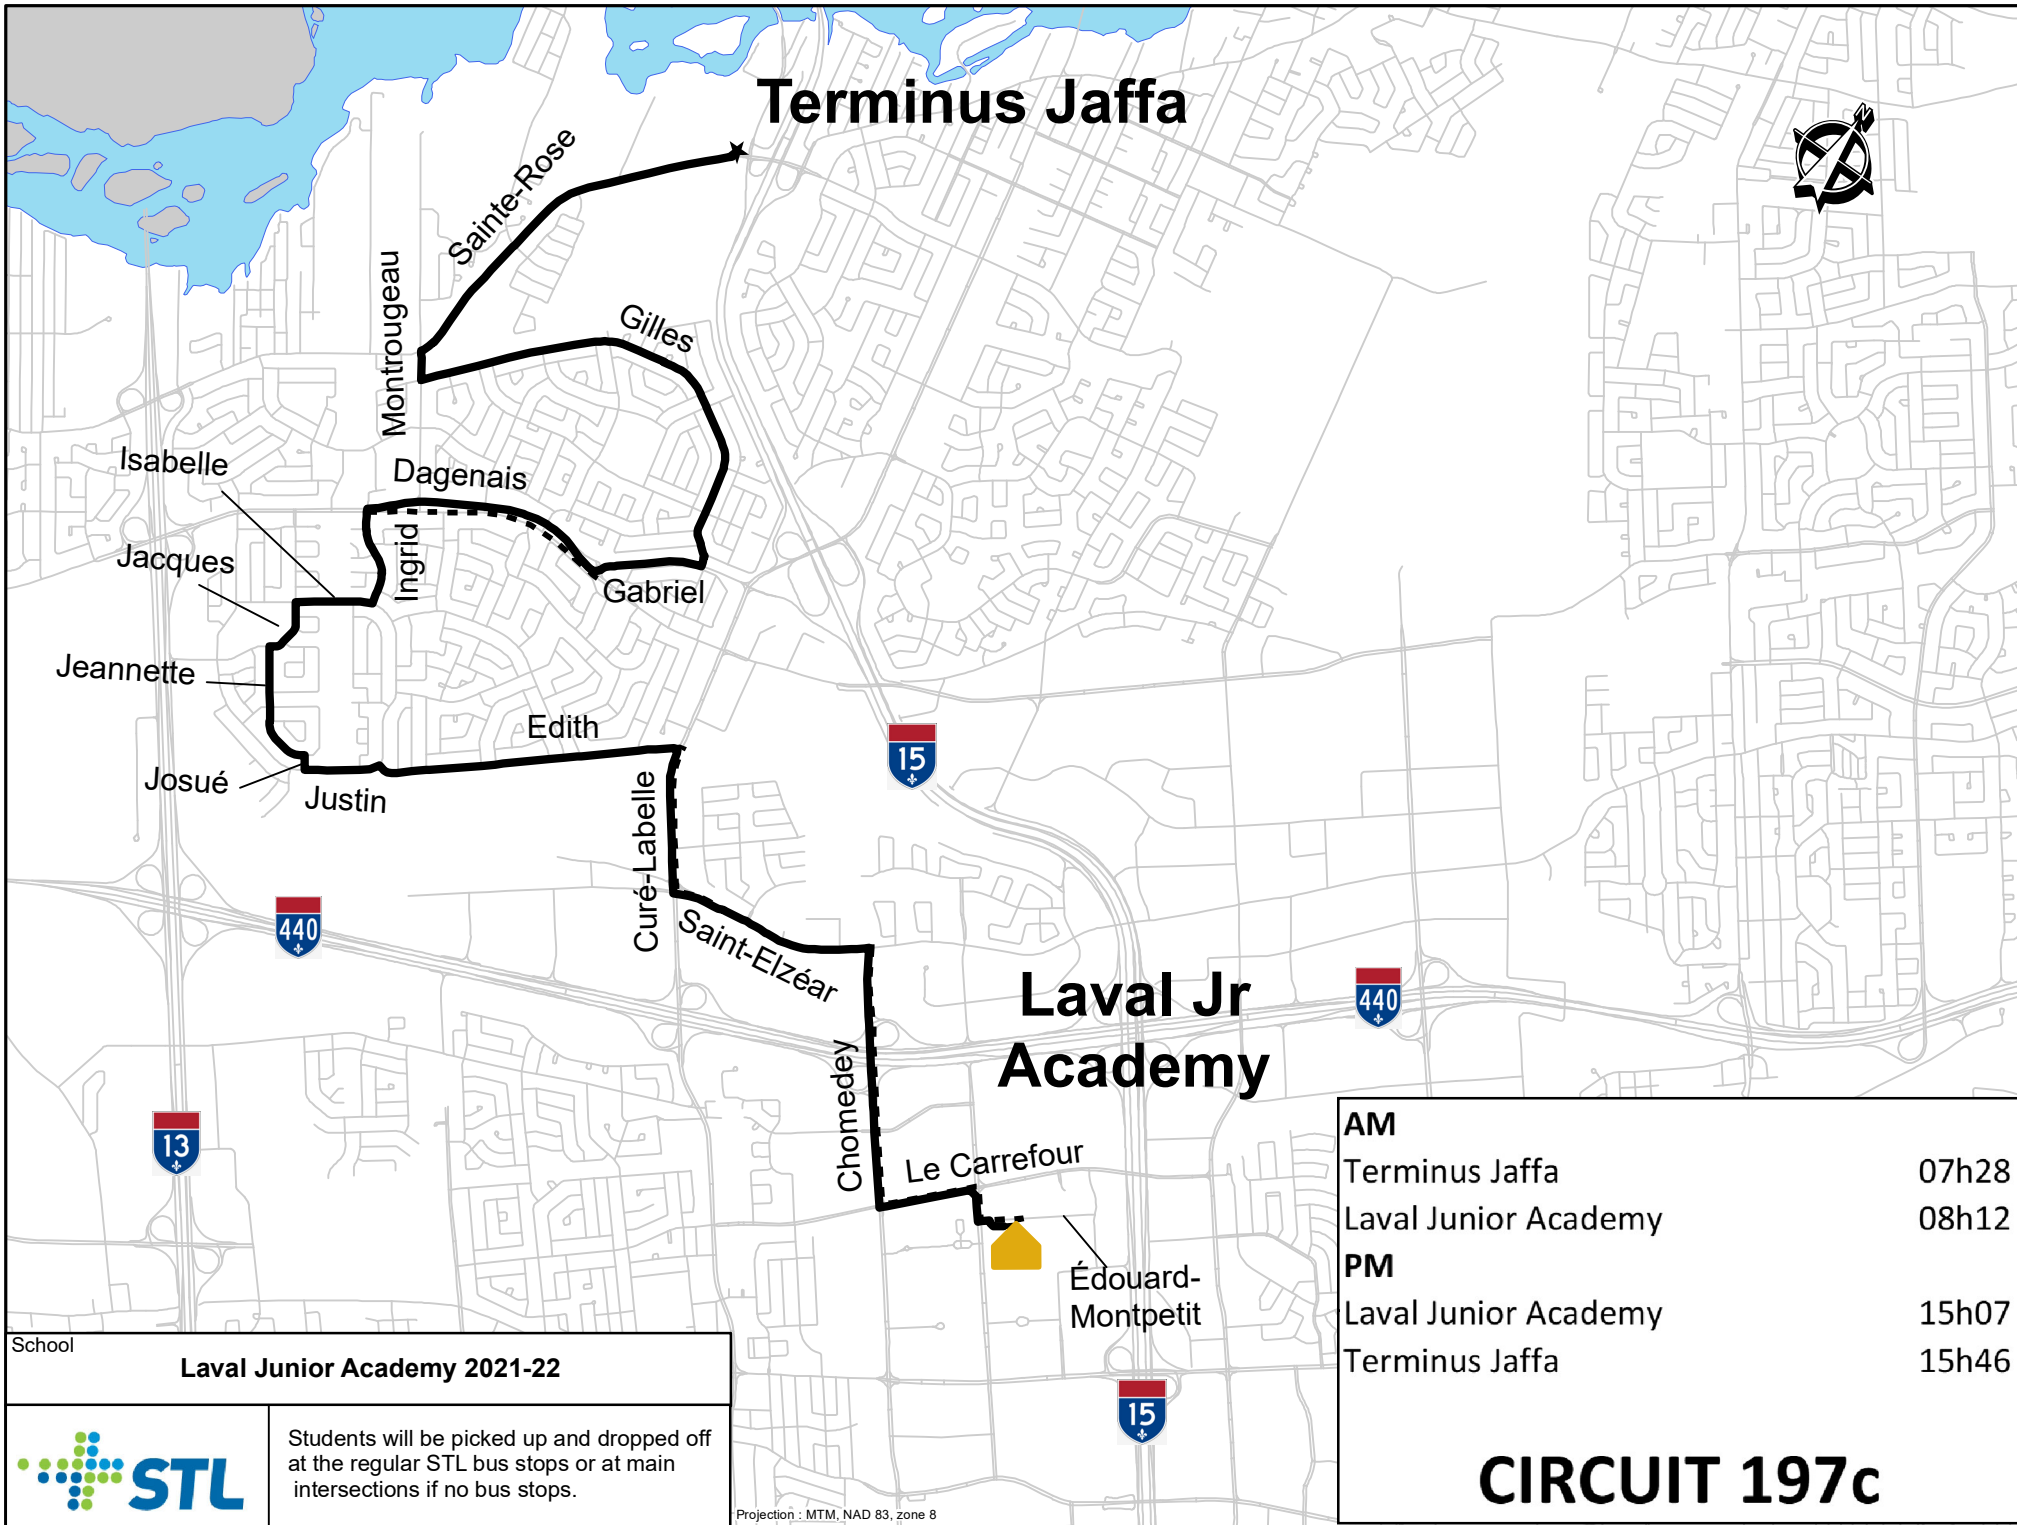 Terminus Jaffa
N
Sainte-Rose
Montrougeau
Gilles
Isabelle
Dagenais
Ingrid
Jacques
Gabriel
Jeannette
Edith
15
Josué
Justin
Curé-Labelle
440
Saint-Elzéar
Laval Jr
Academy
440
Chomedey
13
Le Carrefour
Édouard-
Montpetit
15
AM
Terminus Jaffa 07h28
Laval Junior Academy 08h12
PM
Laval Junior Academy 15h07
Terminus Jaffa 15h46
CIRCUIT 197c
School
Laval Junior Academy 2021-22
STL
Students will be picked up and dropped off
at the regular STL bus stops or at main
intersections if no bus stops.
Projection : MTM, NAD 83, zone 8